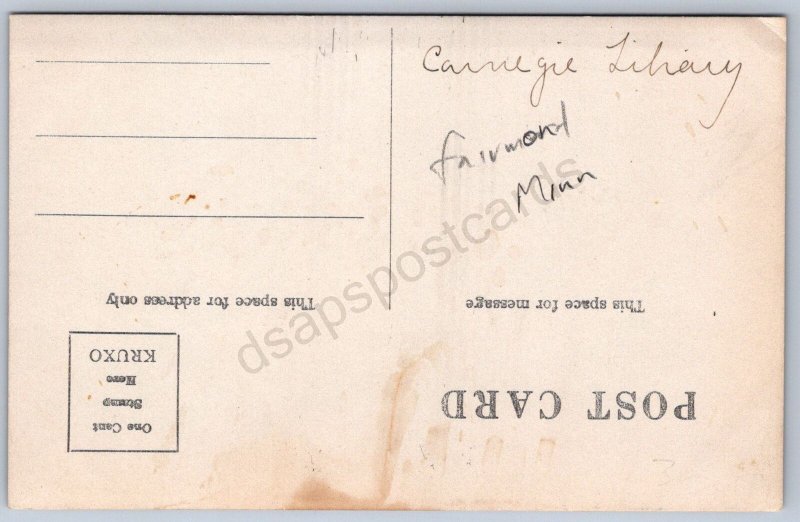 Carnegie Library
Fairmond
Minn
This space for address only
This space for message
KRUXO
Here
Stamp
One Cent
POST CARD
dsapspostcards